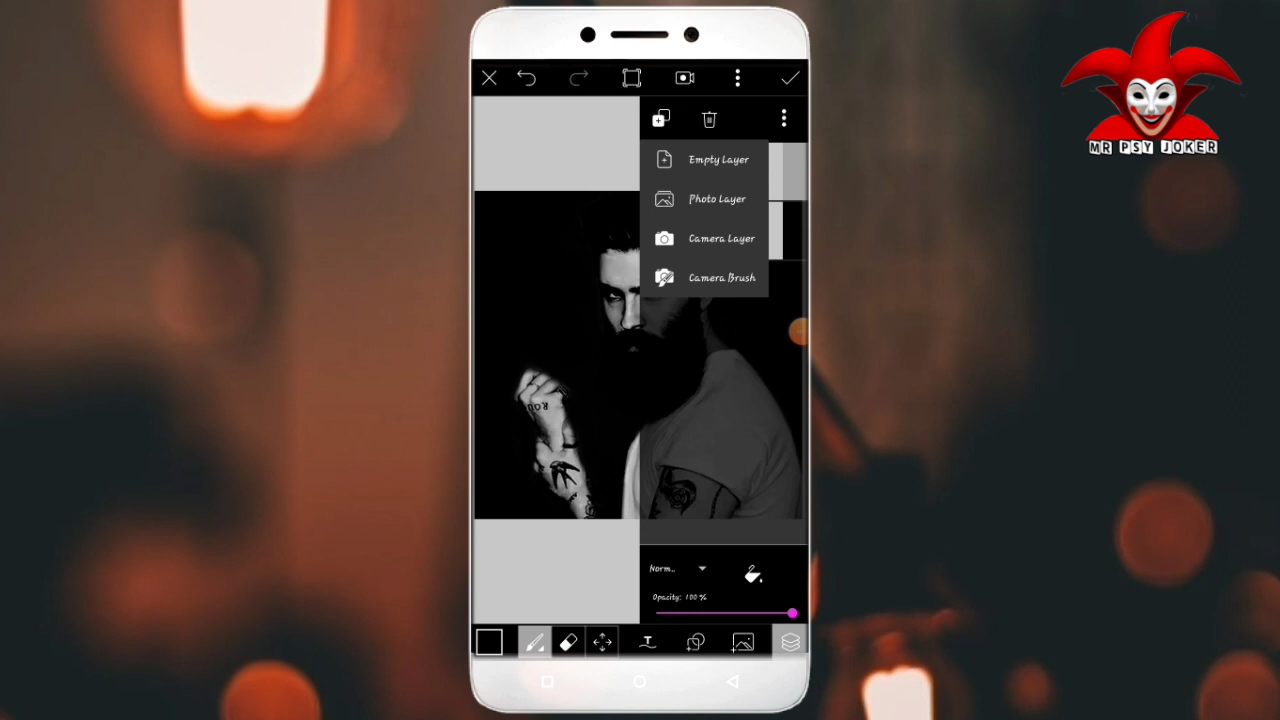 MR PSY JOKER
Empty Layer
Photo Layer
Camera Layer
Camera Brush
Norm..
Opacity: 100 %
T